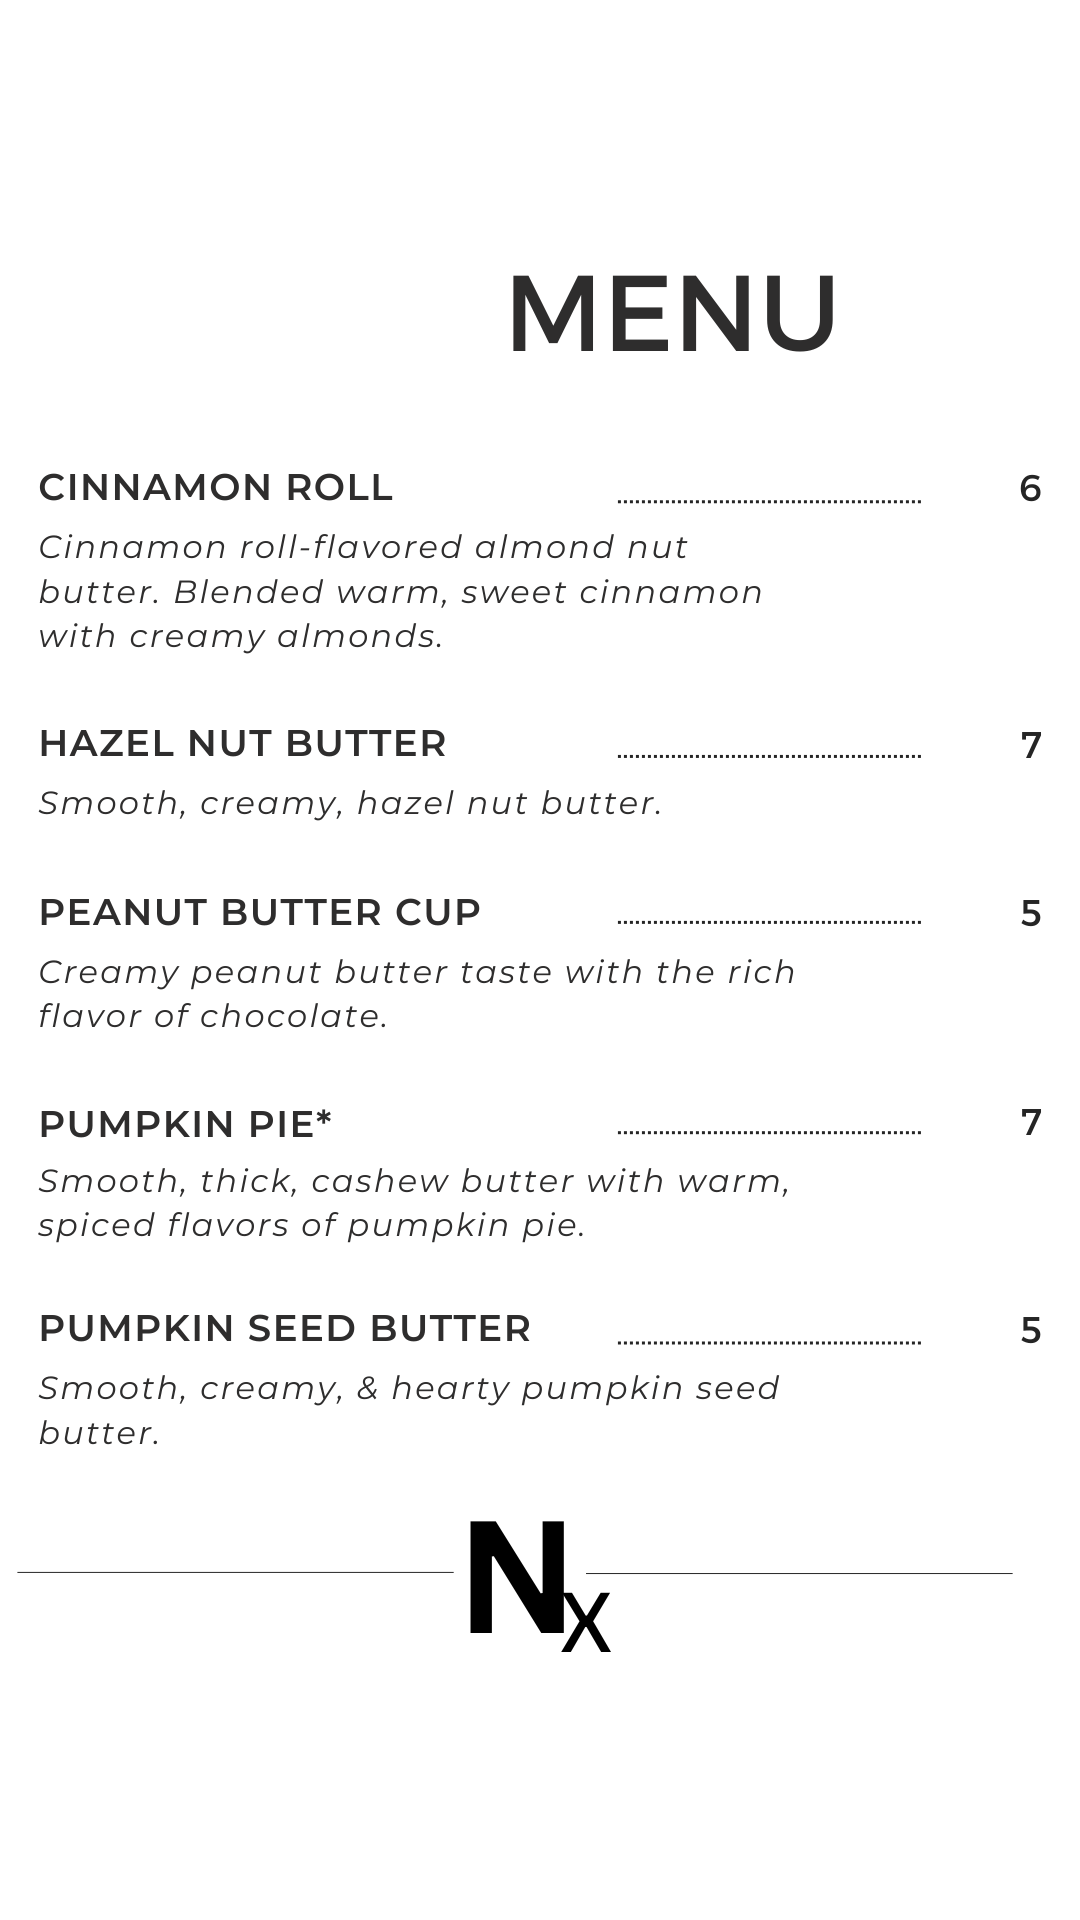 MENU
CINNAMON ROLL ........ 6
Cinnamon roll-flavored almond nut
butter. Blended warm, sweet cinnamon
with creamy almonds.
HAZEL NUT BUTTER ........ 7
Smooth, creamy, hazel nut butter.
PEANUT BUTTER CUP ........ 5
Creamy peanut butter taste with the rich
flavor of chocolate.
PUMPKIN PIE* ........ 7
Smooth, thick, cashew butter with warm,
spiced flavors of pumpkin pie.
PUMPKIN SEED BUTTER ........ 5
Smooth, creamy, & hearty pumpkin seed
butter.
Nx